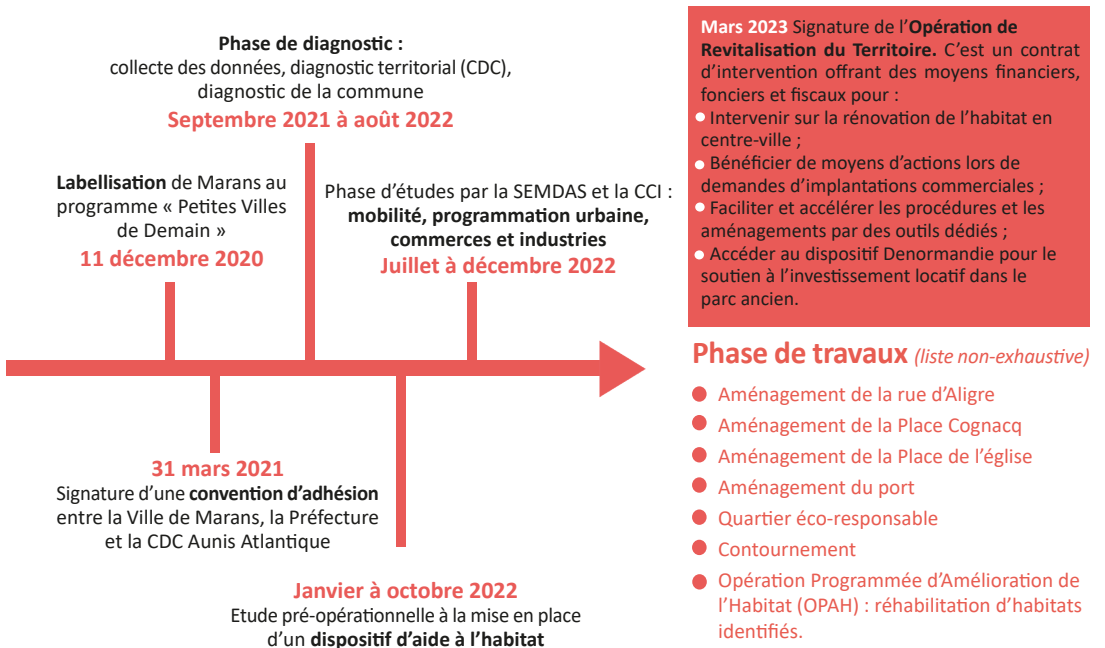 Phase de diagnostic :
collecte des données, diagnostic territorial (CDC),
diagnostic de la commune
Septembre 2021 à août 2022
Labellisation de Marans au
programme « Petites Villes
de Demain »
11 décembre 2020
Phase d’études par la SEMDAS et la CCI :
mobilité, programmation urbaine,
commerces et industries
Juillet à décembre 2022
31 mars 2021
Signature d’une convention d’adhésion
entre la Ville de Marans, la Préfecture
et la CDC Aunis Atlantique
Janvier à octobre 2022
Etude pré-opérationnelle à la mise en place
d’un dispositif d’aide à l’habitat
Mars 2023 Signature de l’Opération de
Revitalisation du Territoire. C’est un contrat
d’intervention offrant des moyens financiers,
fonciers et fiscaux pour :
• Intervenir sur la rénovation de l’habitat en
centre-ville ;
• Bénéficier de moyens d’actions lors de
demandes d’implantations commerciales ;
• Faciliter et accélérer les procédures et les
aménagements par des outils dédiés ;
• Accéder au dispositif Denormandie pour le
soutien à l’investissement locatif dans le
parc ancien.
Phase de travaux (liste non-exhaustive)
• Aménagement de la rue d’Aligre
• Aménagement de la Place Cognacq
• Aménagement de la Place de l’église
• Aménagement du port
• Quartier éco-responsable
• Contournement
• Opération Programmée d’Amélioration de
l’Habitat (OPAH) : réhabilitation d’habitats
identifiés.